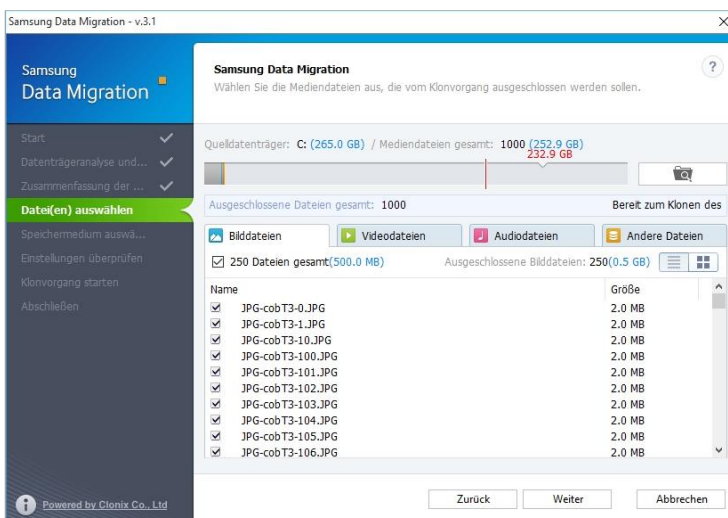 Samsung Data Migration - v.3.1
Samsung
Data Migration
Samsung Data Migration
Wählen Sie die Mediendateien aus, die vom Klonvorgang ausgeschlossen werden sollen.
?
Start
Datenträgeranalyse und...
Zusammenfassung der ...
Datei(en) auswählen
Speichermedium auswä...
Einstellungen überprüfen
Klonvorgang starten
Abschließen
Quelldatenträger: C: (265.0 GB) / Mediendateien gesamt: 1000 (252.9 GB)
232.9 GB
Ausgeschlossene Dateien gesamt: 1000 Bereit zum Klonen des
Bilddateien Videodateien Audiodateien Andere Dateien
250 Dateien gesamt(500.0 MB) Ausgeschlossene Bilddateien: 250(0.5 GB)
Name Größe
JPG-cobT3-0.JPG 2.0 MB
JPG-cobT3-1.JPG 2.0 MB
JPG-cobT3-10.JPG 2.0 MB
JPG-cobT3-100.JPG 2.0 MB
JPG-cobT3-101.JPG 2.0 MB
JPG-cobT3-102.JPG 2.0 MB
JPG-cobT3-103.JPG 2.0 MB
JPG-cobT3-104.JPG 2.0 MB
JPG-cobT3-105.JPG 2.0 MB
JPG-cobT3-106.JPG 2.0 MB
Powered by Clonix Co., Ltd
Zurück Weiter Abbrechen